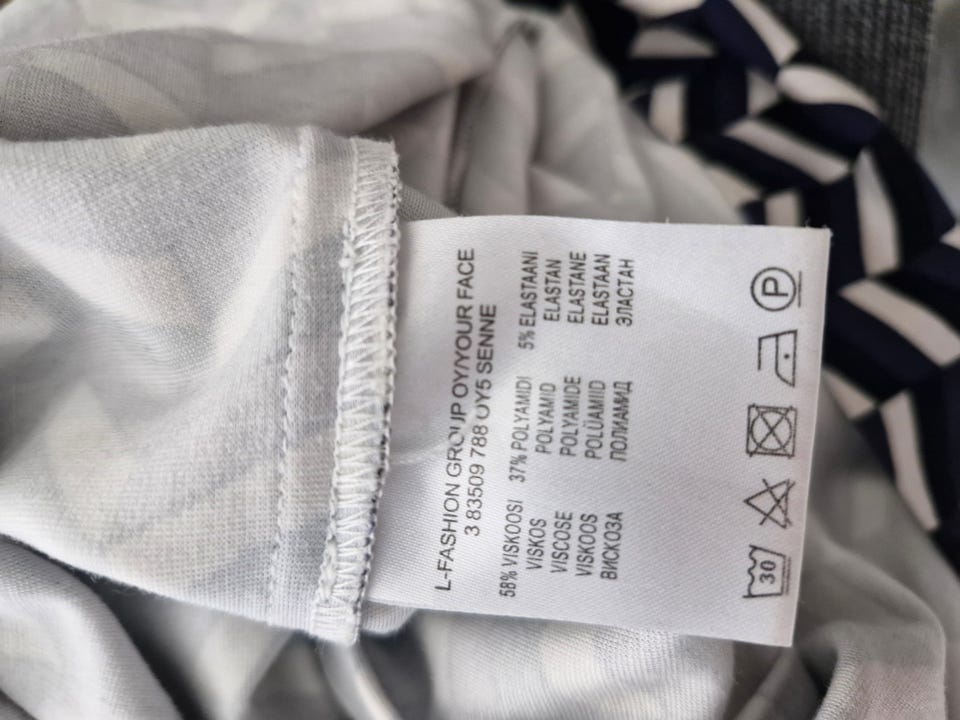 L-FASHION GROUP OY/YOUR FACE
3 83509 788 UY5 SENNE
58% VISKOOSI 37% POLYAMIDI 5% ELASTAANI
VISKOS POLYAMID ELASTAN
VISCOSE POLYAMIDE ELASTANE
VISKOOS POLÜAMIID ELASTAAN
ВИСКОЗА ПОЛИАМИД ЭЛАСТАН
30 P